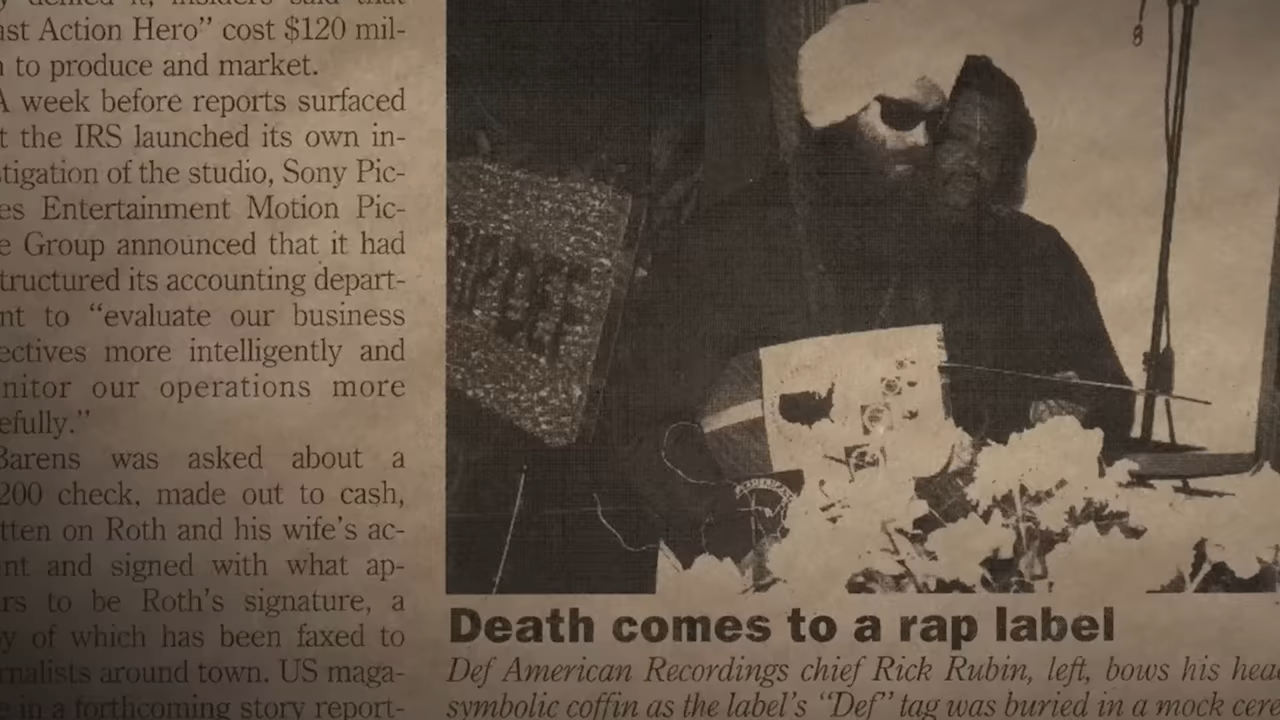 ast Action Hero” cost $120 mil-
to produce and market.
A week before reports surfaced
t the IRS launched its own in-
tigation of the studio, Sony Pic-
es Entertainment Motion Pic-
e Group announced that it had
tructured its accounting depart-
nt to “evaluate our business
ectives more intelligently and
nitor our operations more
efully.”
Barens was asked about a
200 check, made out to cash,
tten on Roth and his wife’s ac-
nt and signed with what ap-
rs to be Roth’s signature, a
y of which has been faxed to
rnalists around town. US maga-
e in a forthcoming story report-
Death comes to a rap label
Def American Recordings chief Rick Rubin, left, bows his head
symbolic coffin as the label’s “Def” tag was buried in a mock cere